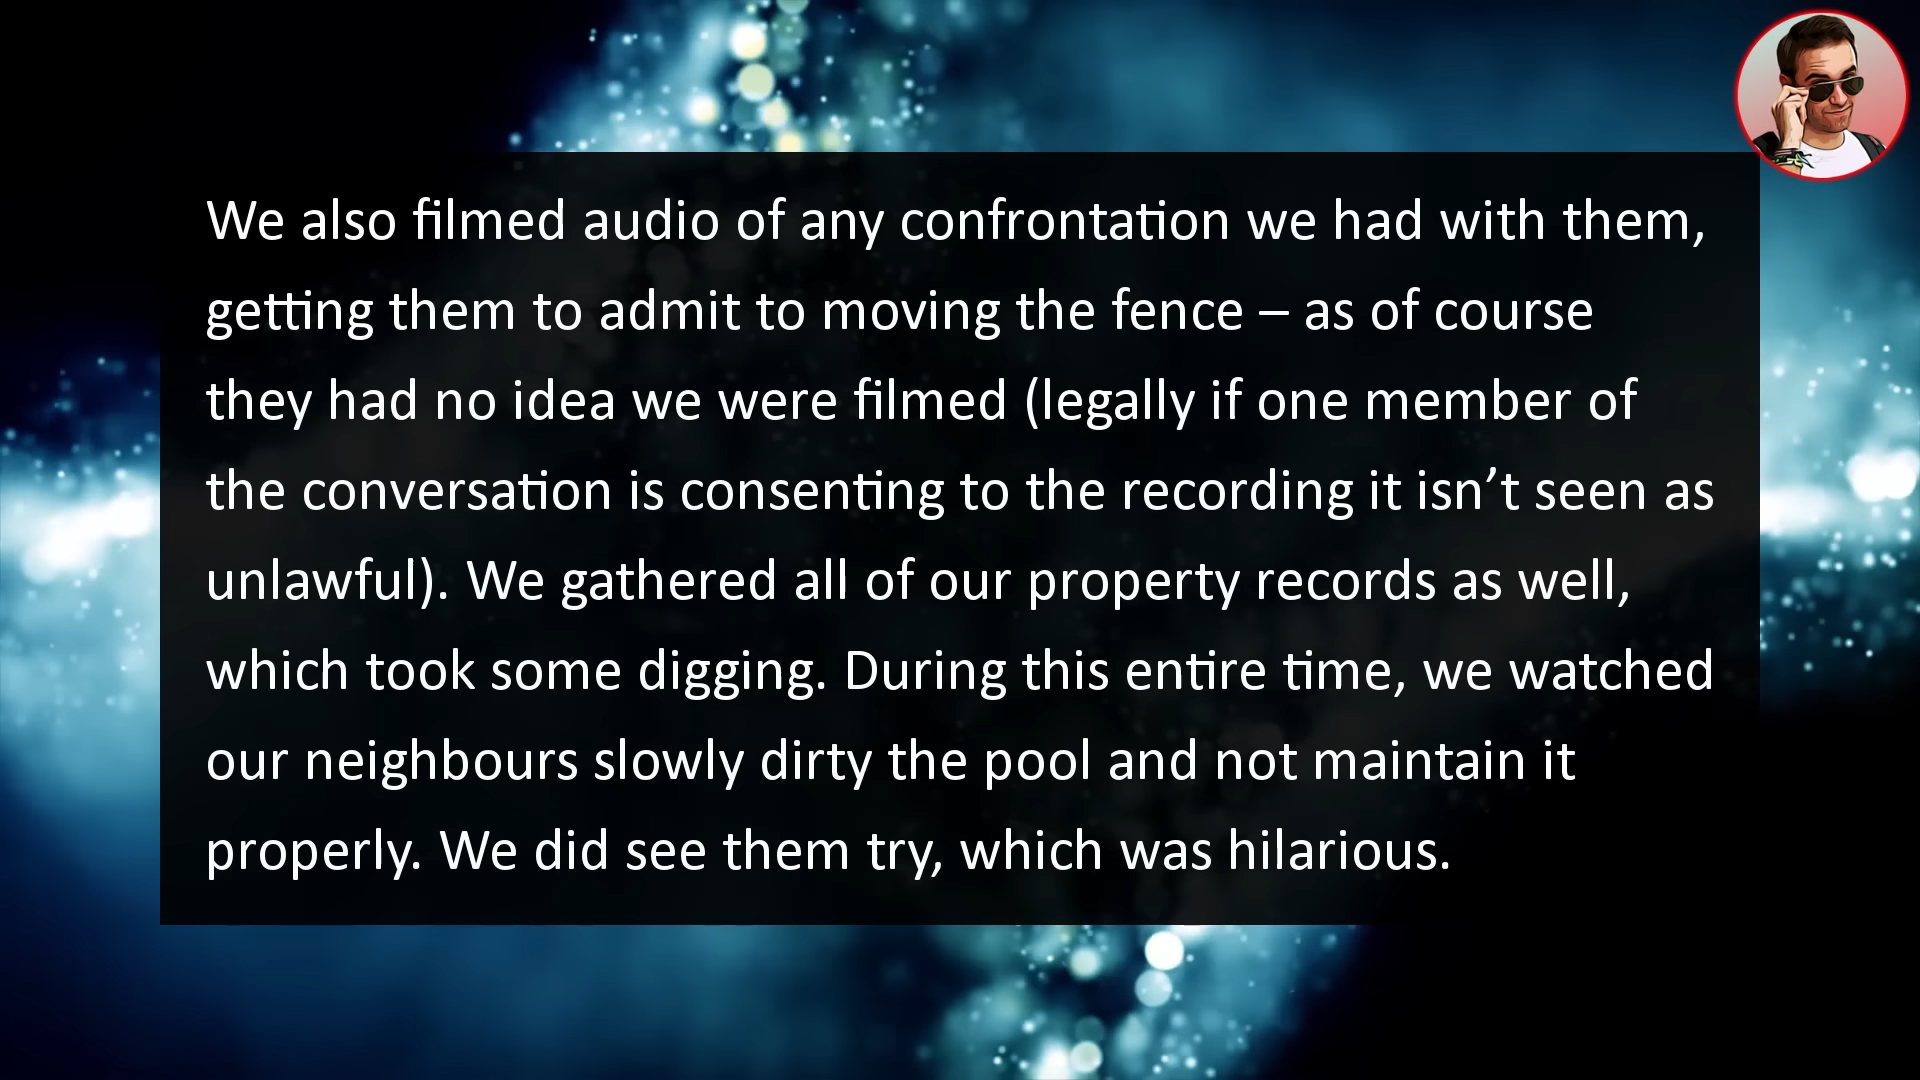 We also filmed audio of any confrontation we had with them,
getting them to admit to moving the fence – as of course
they had no idea we were filmed (legally if one member of
the conversation is consenting to the recording it isn’t seen as
unlawful). We gathered all of our property records as well,
which took some digging. During this entire time, we watched
our neighbours slowly dirty the pool and not maintain it
properly. We did see them try, which was hilarious.